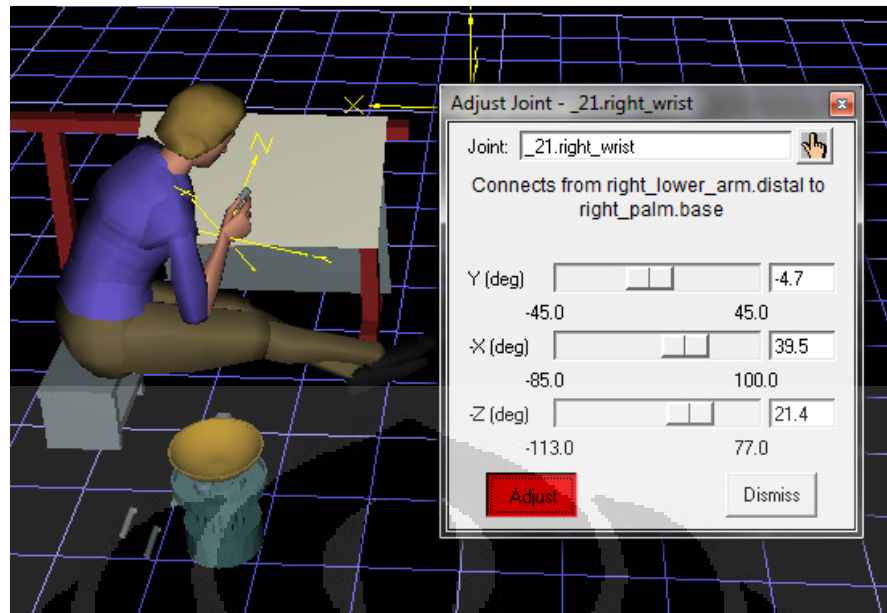 Adjust Joint - _21.right_wrist
Joint: _21.right_wrist
Connects from right_lower_arm.distal to
right_palm.base
Y (deg) -4.7
-45.0 45.0
-X (deg) 39.5
-85.0 100.0
-Z (deg) 21.4
-113.0 77.0
Adjust Dismiss
X
Z